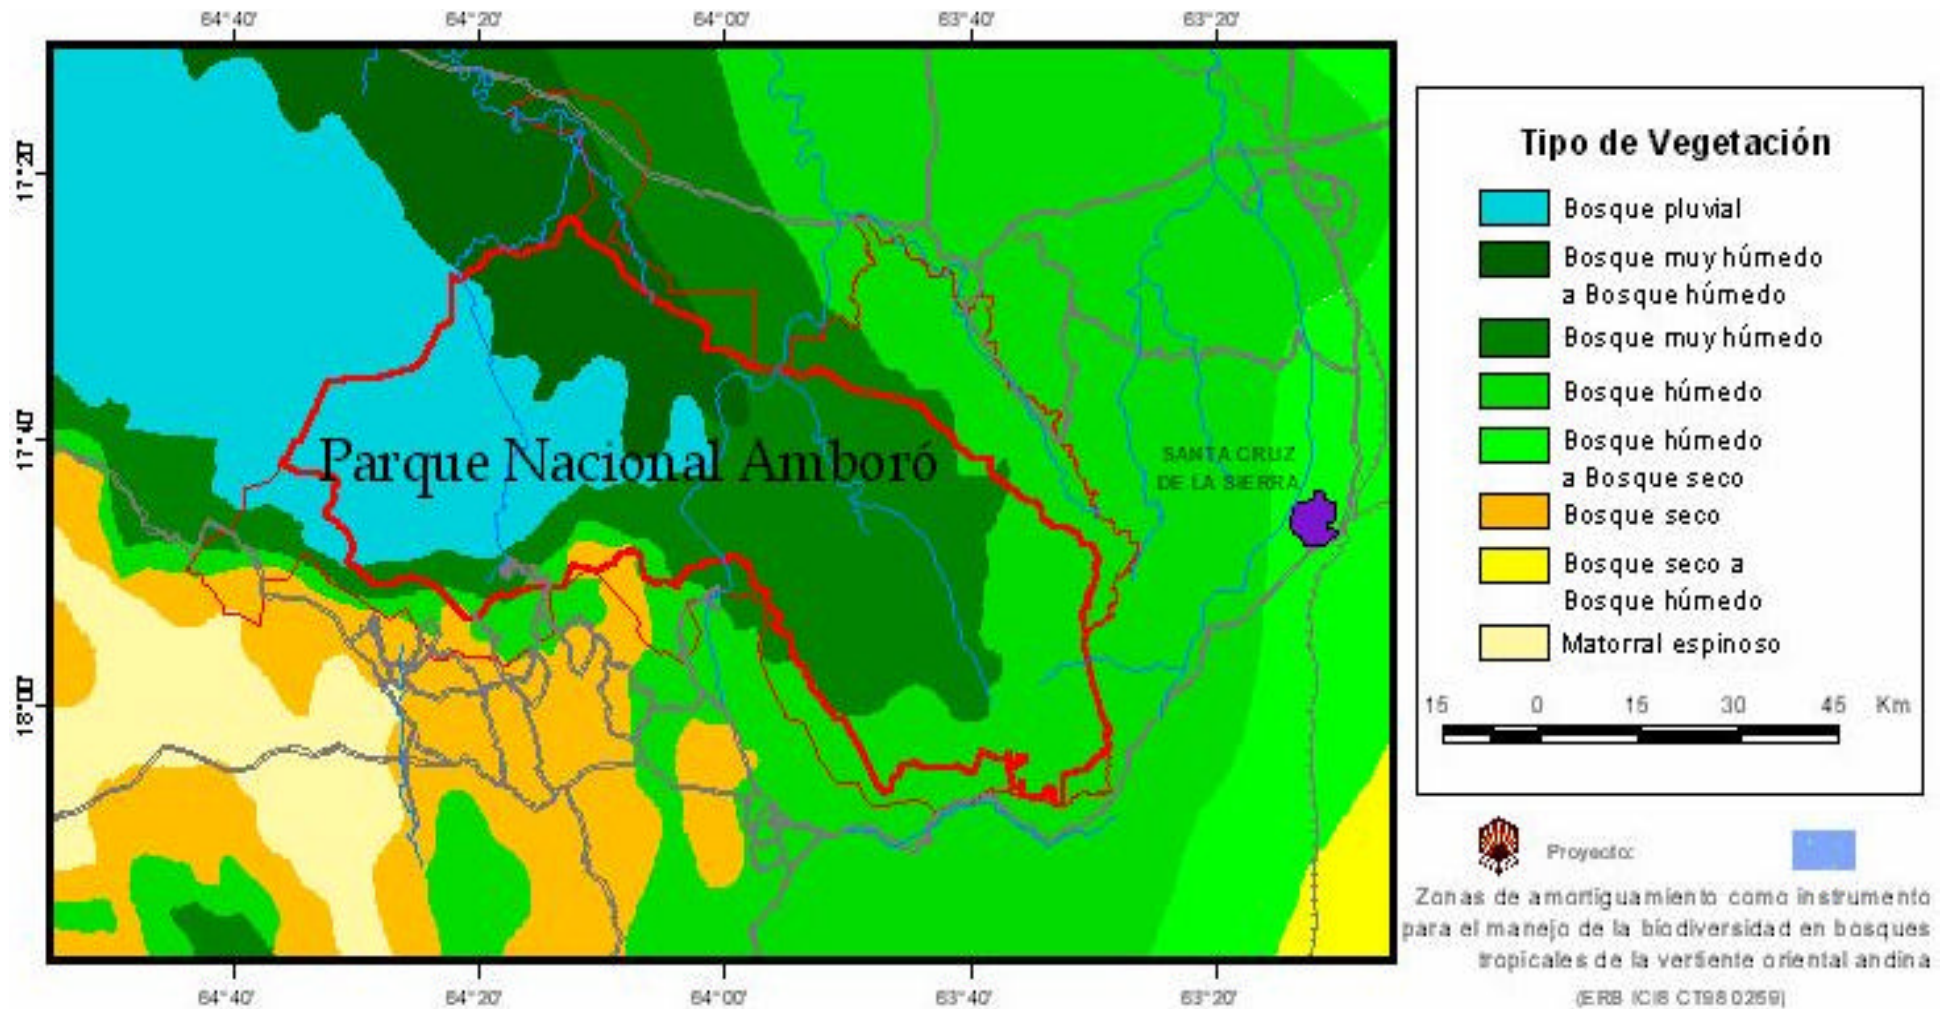 64°40' 64°20' 64°00' 63°40' 63°20'
17°20'
17°40'
18°00'
Parque Nacional Amboró
SANTA CRUZ
DE LA SIERRA
64°40' 64°20' 64°00' 63°40' 63°20'
Tipo de Vegetación
Bosque pluvial
Bosque muy húmedo
a Bosque húmedo
Bosque muy húmedo
Bosque húmedo
Bosque húmedo
a Bosque seco
Bosque seco
Bosque seco a
Bosque húmedo
Matorral espinoso
15 0 15 30 45 Km
Proyecto:
Zonas de amortiguamiento como instrumento
para el manejo de la biodiversidad en bosques
tropicales de la vertiente oriental andina
(ERB IC18 CT98 0259)